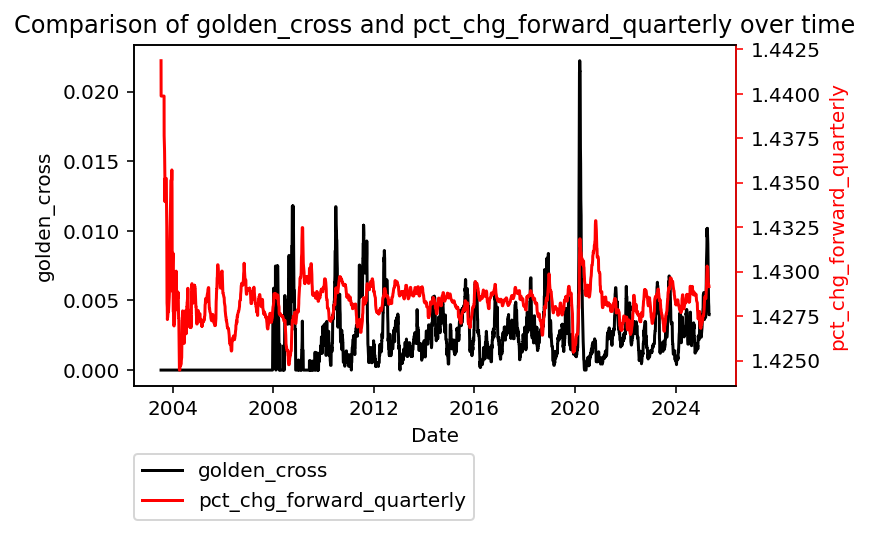 Comparison of golden_cross and pct_chg_forward_quarterly over time
golden_cross
0.020
0.015
0.010
0.005
0.000
1.4425
1.4400
1.4375
1.4350
1.4325
1.4300
1.4275
1.4250
pct_chg_forward_quarterly
2004 2008 2012 2016 2020 2024
Date
golden_cross
pct_chg_forward_quarterly